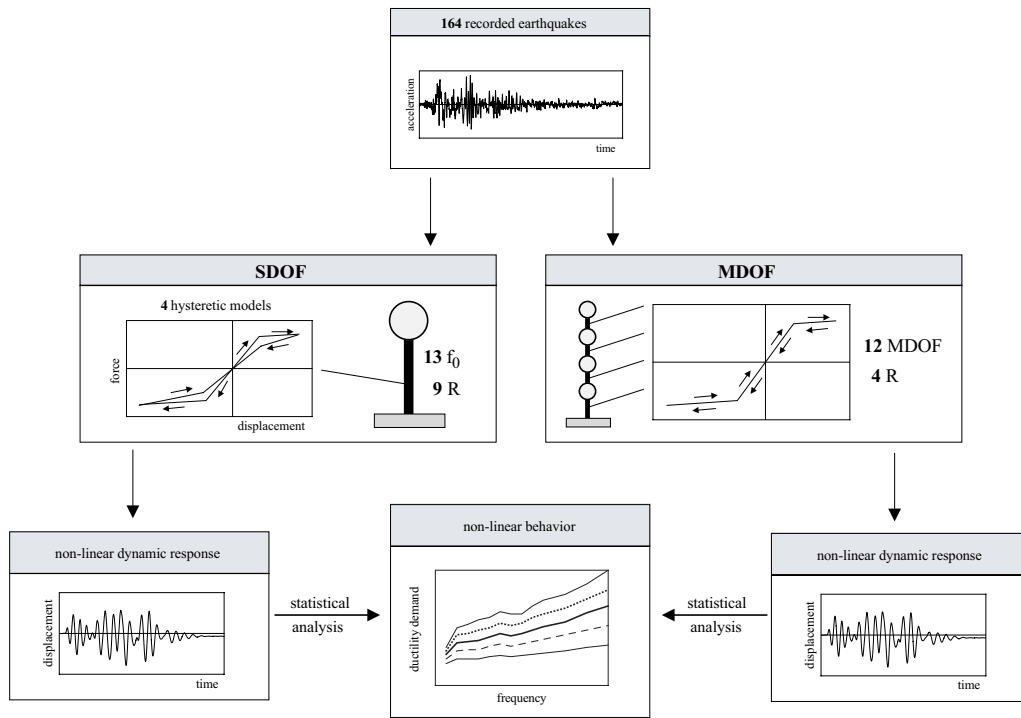 164 recorded earthquakes
acceleration
time
SDOF
4 hysteretic models
force
displacement
13 f0
9 R
MDOF
12 MDOF
4 R
non-linear dynamic response
displacement
time
statistical
analysis
non-linear behavior
ductility demand
frequency
statistical
analysis
non-linear dynamic response
displacement
time